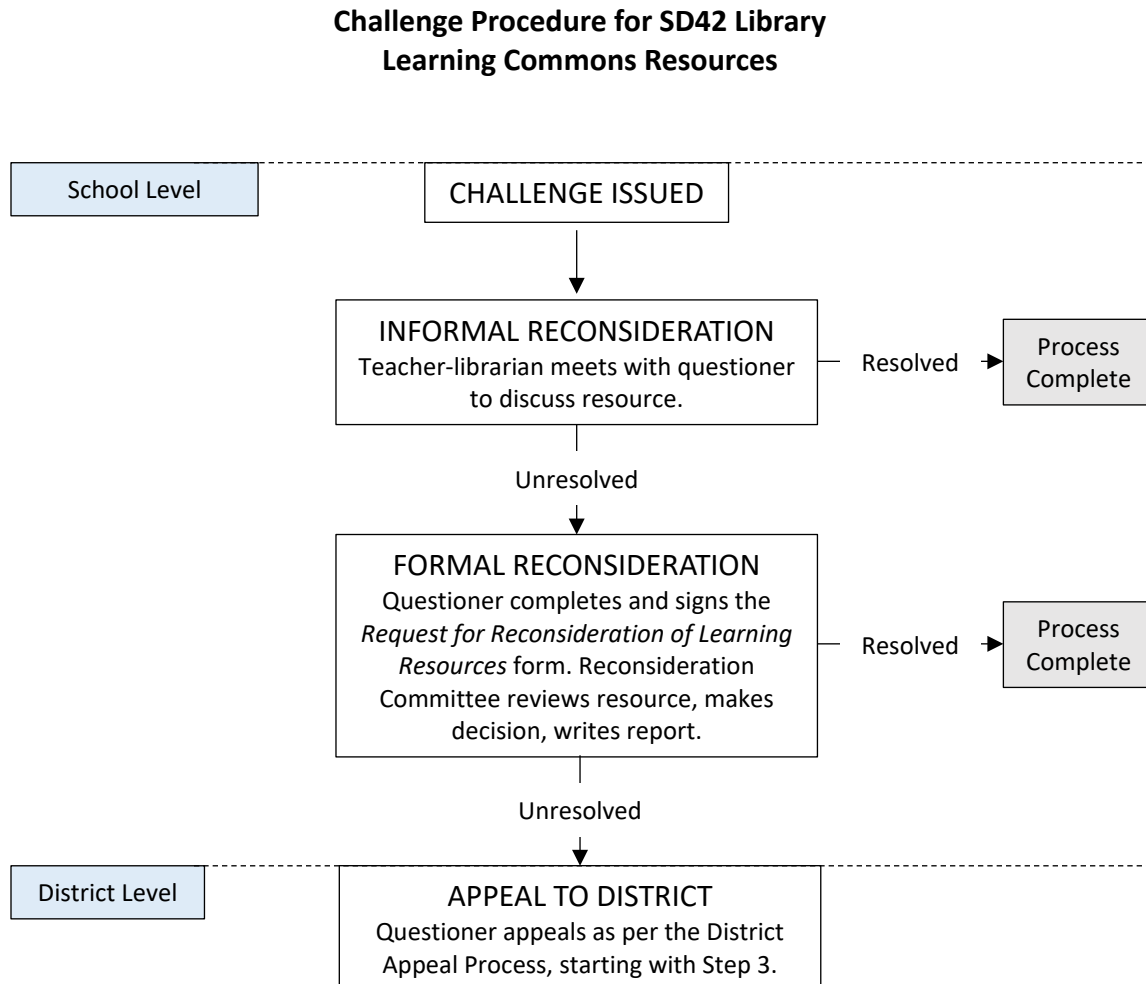 Challenge Procedure for SD42 Library
Learning Commons Resources
School Level
CHALLENGE ISSUED
INFORMAL RECONSIDERATION
Teacher-librarian meets with questioner
to discuss resource.
Resolved
Process
Complete
Unresolved
FORMAL RECONSIDERATION
Questioner completes and signs the
Request for Reconsideration of Learning
Resources form. Reconsideration
Committee reviews resource, makes
decision, writes report.
Resolved
Process
Complete
Unresolved
District Level
APPEAL TO DISTRICT
Questioner appeals as per the District
Appeal Process, starting with Step 3.